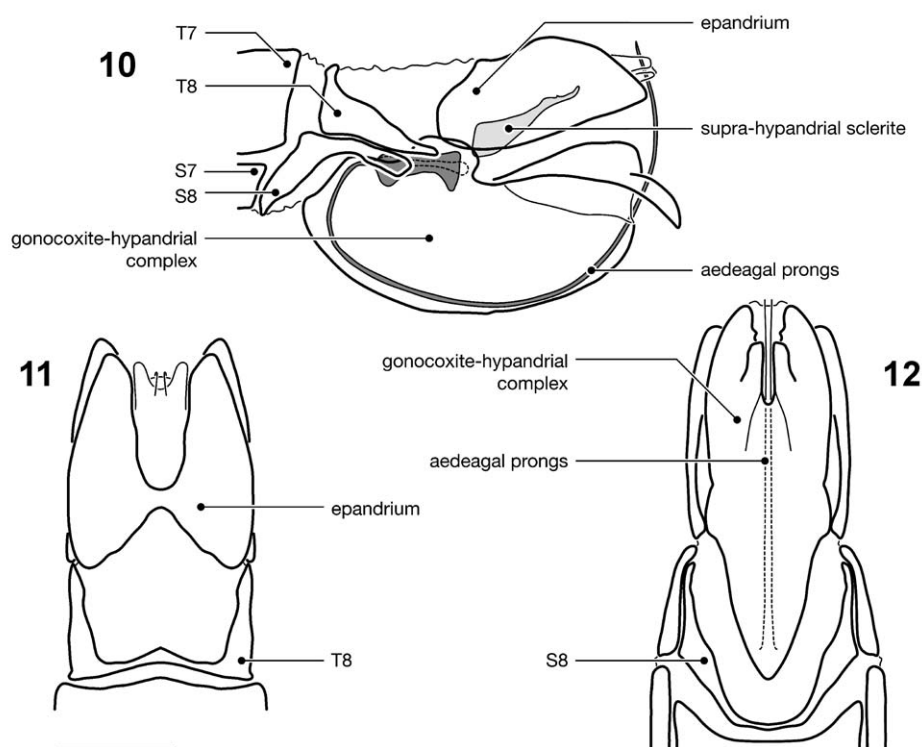 10
T7
T8
S7
S8
gonocoxite-hypandrial
complex
epandrium
supra-hypandrial sclerite
aedeagal prongs
11
epandrium
T8
12
gonocoxite-hypandrial
complex
aedeagal prongs
S8